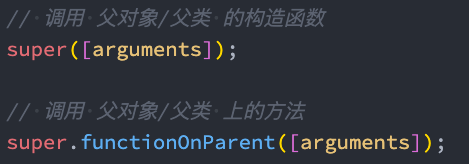 // 调用 父对象/父类 的构造函数
super([arguments]);
// 调用 父对象/父类 上的方法
super.functionOnParent([arguments]);